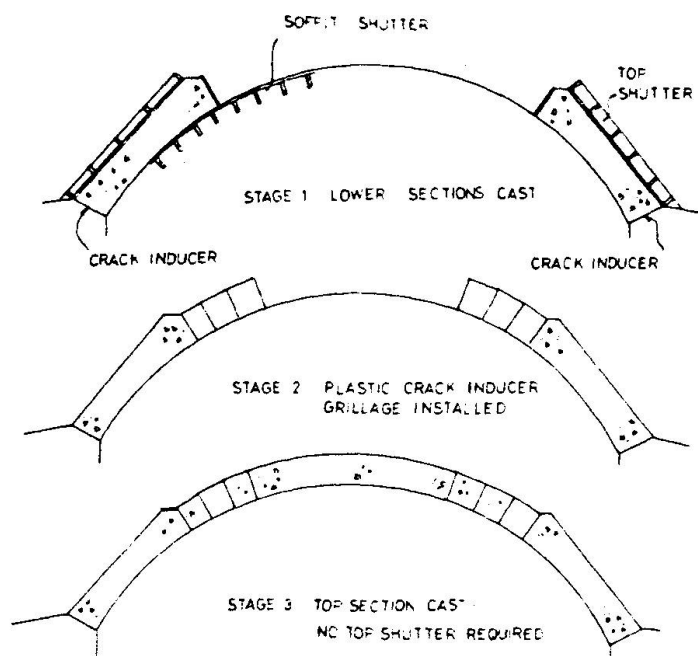 SOFFIT SHUTTER
TOP
SHUTTER
STAGE 1 LOWER SECTIONS CAST
CRACK INDUCER
CRACK INDUCER
STAGE 2 PLASTIC CRACK INDUCER
GRILLAGE INSTALLED
STAGE 3 TOP SECTION CAST -
NO TOP SHUTTER REQUIRED